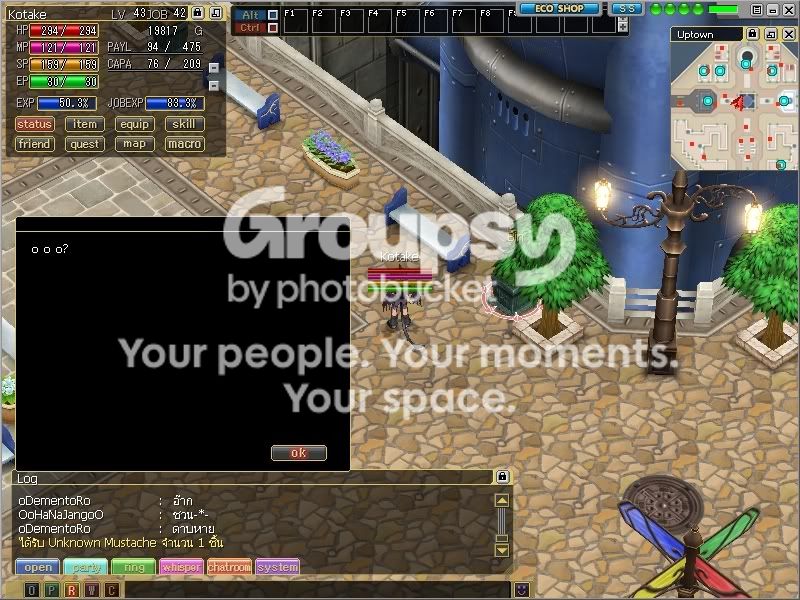 Kotake LV 43 JOB 42
HP 294/ 294 19817 G
MP 121/ 121 PAYL 94 / 475
SP 159/ 159 CAPA 76 / 209
EP 30/ 30
EXP 50.3% JOBEXP 83.3%
status item equip skill
friend quest map macro
Alt F1 F2 F3 F4 F5 F6 F7 F8
Ctrl
ECO SHOP
S S
Uptown
Groupsy
by photobucket
Your people. Your moments.
Your space.
Kotake
o o o?
ok
Log
oDementoRo : อ๊าก
OoHaNaJangoO : ชวน-*-
oDementoRo : ดาบหาย
ได้รับ Unknown Mustache จำนวน 1 ชิ้น
open party ring whisper chatroom system
O P R W C